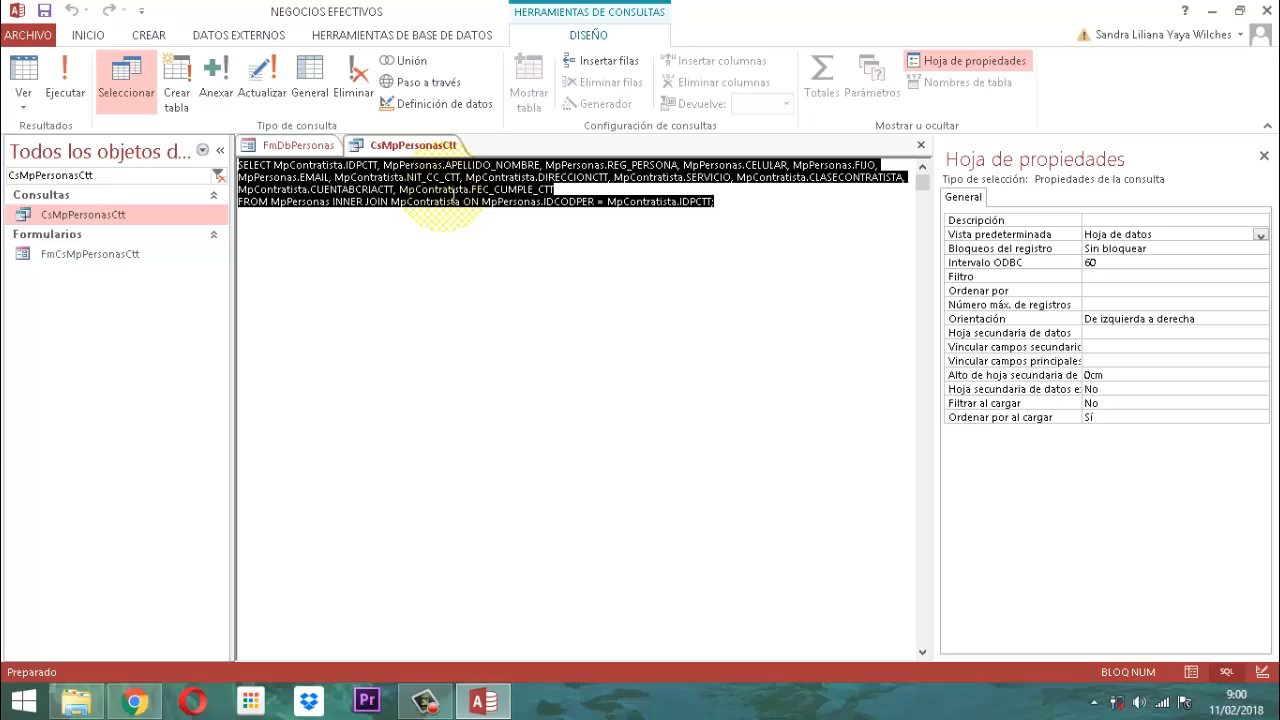 NEGOCIOS EFECTIVOS
HERRAMIENTAS DE CONSULTAS
?
ARCHIVO
INICIO
CREAR
DATOS EXTERNOS
HERRAMIENTAS DE BASE DE DATOS
DISEÑO
Sandra Liliana Yaya Wilches
Ver
Ejecutar
Seleccionar
Crear tabla
Anexar
Actualizar
General
Eliminar
Unión
Paso a través
Definición de datos
Mostrar tabla
Insertar filas
Eliminar filas
Generador
Insertar columnas
Eliminar columnas
Devuelve:
Totales
Parámetros
Hoja de propiedades
Nombres de tabla
Resultados
Tipo de consulta
Configuración de consultas
Mostrar u ocultar
Todos los objetos d...
CsMpPersonasCtt
Consultas
CsMpPersonasCtt
Formularios
FmCsMpPersonasCtt
FmDbPersonas
CsMpPersonasCtt
SELECT MpContratista.IDPCTT, MpPersonas.APELLIDO_NOMBRE, MpPersonas.REG_PERSONA, MpPersonas.CELULAR, MpPersonas.FIJO,
MpPersonas.EMAIL, MpContratista.NIT_CC_CTT, MpContratista.DIRECCIONCTT, MpContratista.SERVICIO, MpContratista.CLASECONTRATISTA,
MpContratista.CUENTABCRIACTT, MpContratista.FEC_CUMPLE_CTT
FROM MpPersonas INNER JOIN MpContratista ON MpPersonas.IDCODPER = MpContratista.IDPCTT;
Hoja de propiedades
Tipo de selección: Propiedades de la consulta
General
Descripción
Vista predeterminada Hoja de datos
Bloqueos del registro Sin bloquear
Intervalo ODBC 60
Filtro
Ordenar por
Número máx. de registros
Orientación De izquierda a derecha
Hoja secundaria de datos
Vincular campos secundario
Vincular campos principales
Alto de hoja secundaria de 0cm
Hoja secundaria de datos e No
Filtrar al cargar No
Ordenar por al cargar Sí
Preparado
BLOQ NUM
SQL
Pr
9:00
11/02/2018